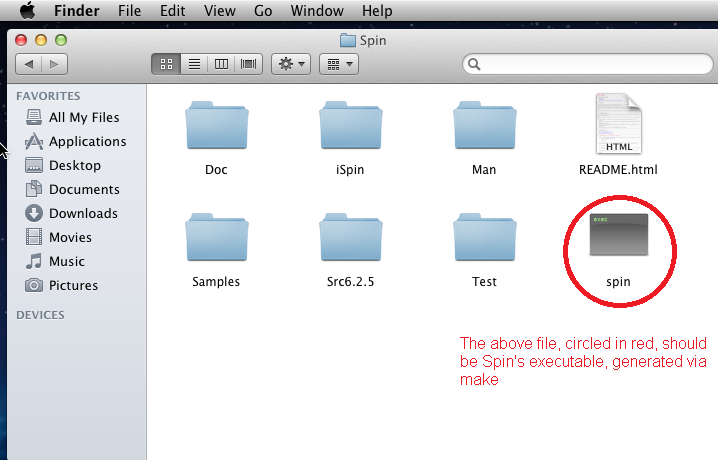 Finder File Edit View Go Window Help
Spin
FAVORITES
All My Files
Applications
Desktop
Documents
Downloads
Movies
Music
Pictures
DEVICES
HTML
Doc iSpin Man README.html
exec
Samples Src6.2.5 Test spin
The above file, circled in red, should
be Spin's executable, generated via
make